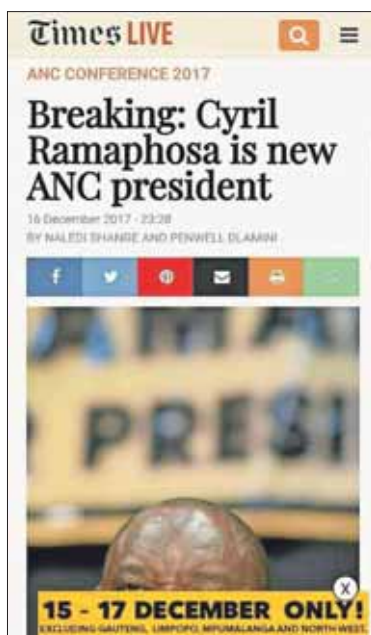 Times LIVE
ANC CONFERENCE 2017
Breaking: Cyril
Ramaphosa is new
ANC president
16 December 2017 - 23:28
BY NALEDI SHANGE AND PENWELL DLAMINI
PRESI
X
15 - 17 DECEMBER ONLY!
EXCLUDING GAUTENG, LIMPOPO, MPUMALANGA AND NORTH WEST.